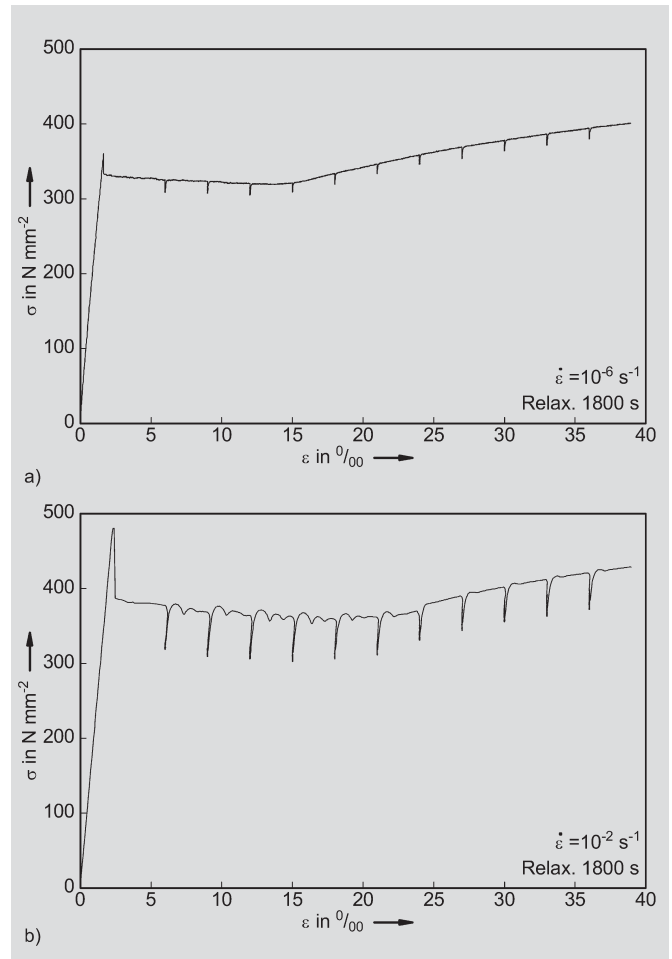 500
400
300
200
100
0
σ in N mm-2
ε̇ =10-6 s-1
Relax. 1800 s
0 5 10 15 20 25 30 35 40
ε in 0/00
a)
500
400
300
200
100
0
σ in N mm-2
ε̇ =10-2 s-1
Relax. 1800 s
0 5 10 15 20 25 30 35 40
ε in 0/00
b)